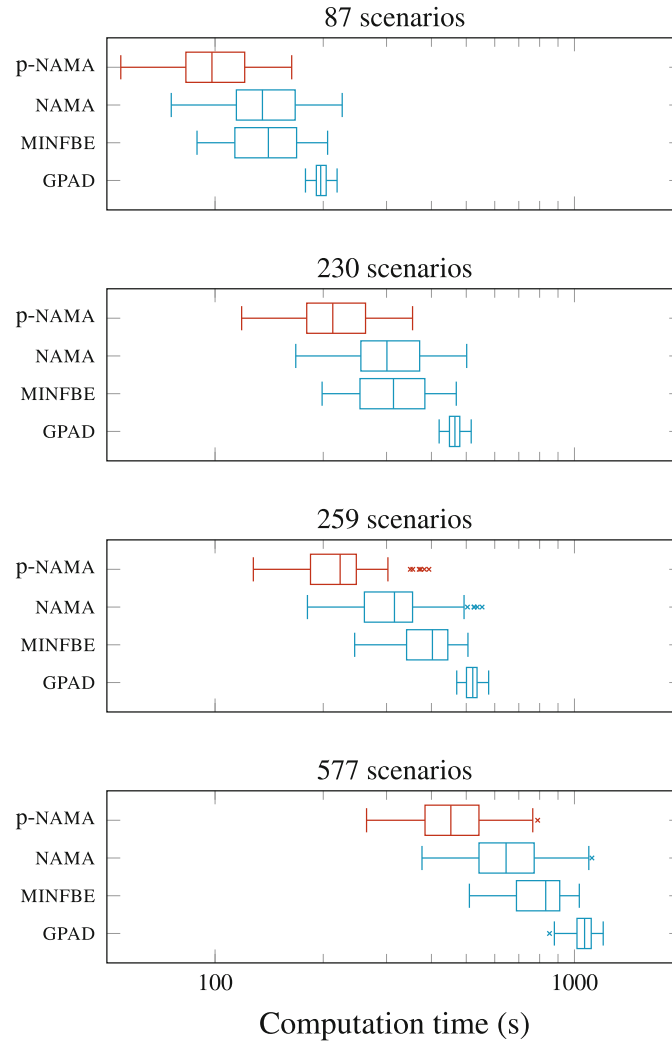 87 scenarios
p-NAMA
NAMA
MINFBE
GPAD
230 scenarios
p-NAMA
NAMA
MINFBE
GPAD
259 scenarios
p-NAMA
NAMA
MINFBE
GPAD
577 scenarios
p-NAMA
NAMA
MINFBE
GPAD
100 1000
Computation time (s)